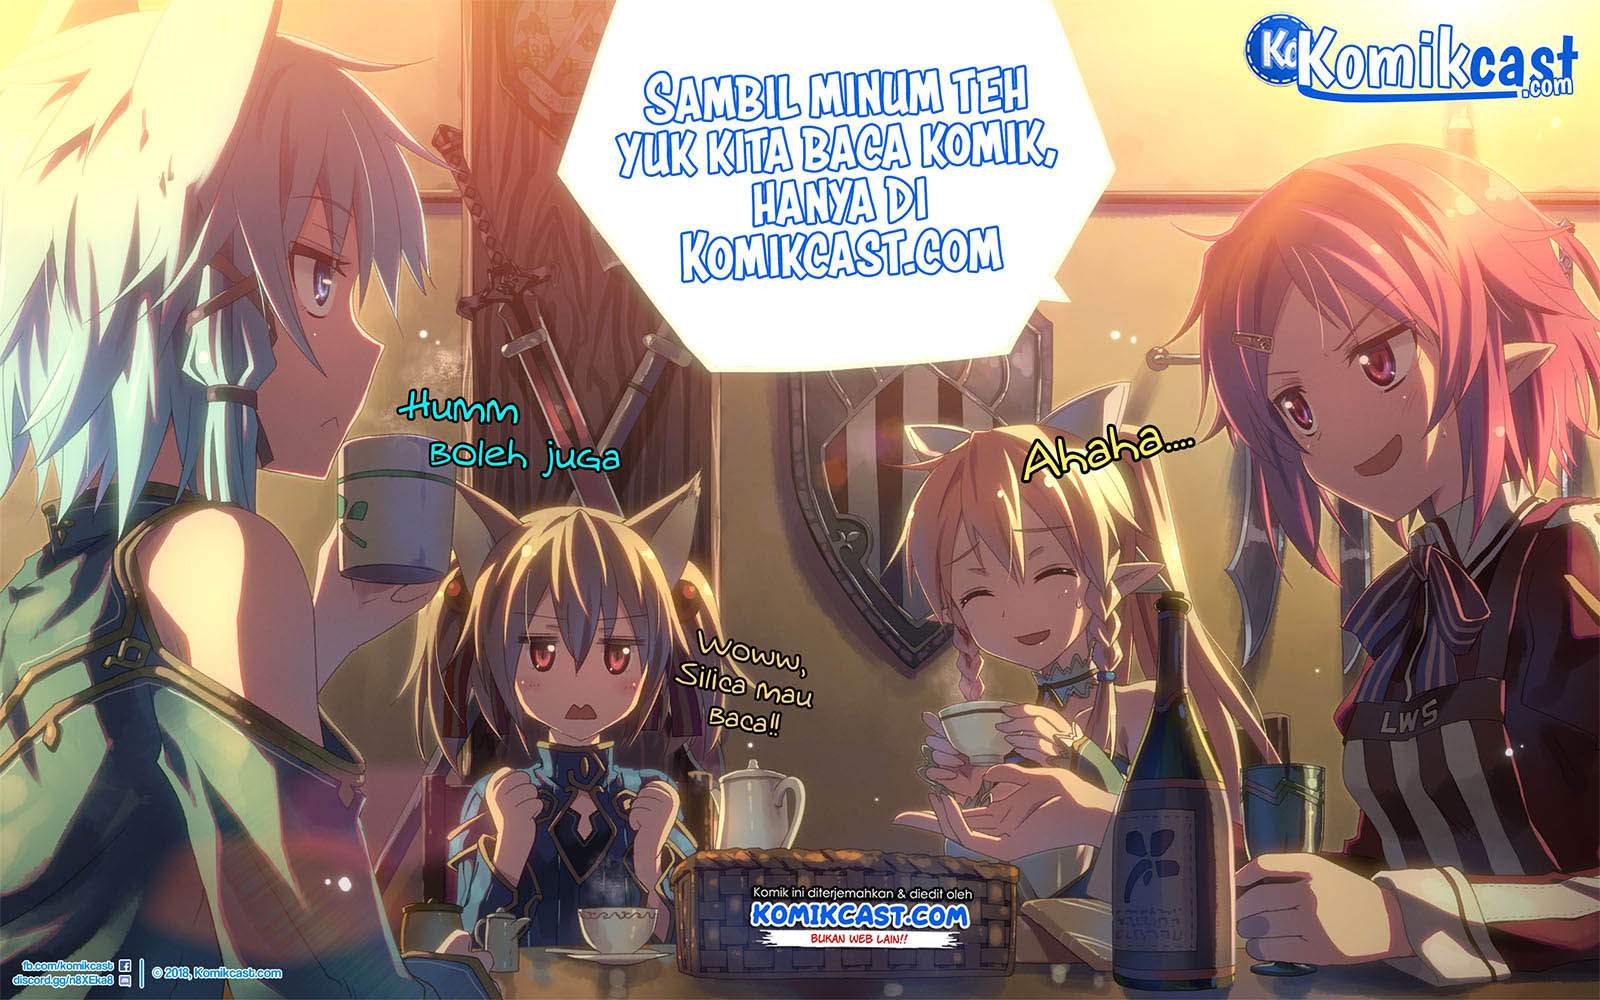 Komikcast
.com
SAMBIL MINUM TEH
YUK KITA BACA KOMIK,
HANYA DI
KOMIKCAST.COM
Humm
Boleh juga
Ahaha....
Woww,
Silica mau
Baca!!
LWS
Komik ini diterjemahkan & diedit oleh
KOMIKCAST.COM
BUKAN WEB LAIN!!
fb.com/komikcast
discord.gg/n8XEka8
© 2018, Komikcast.com